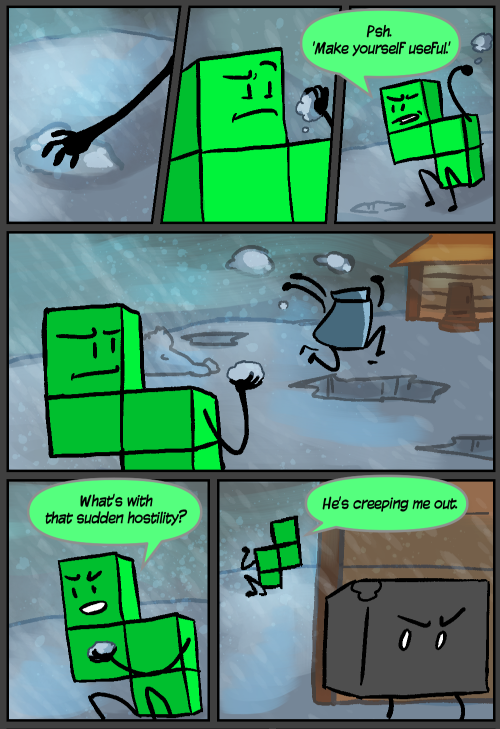 Psh.
'Make yourself useful.'
What's with
that sudden hostility?
He's creeping me out.